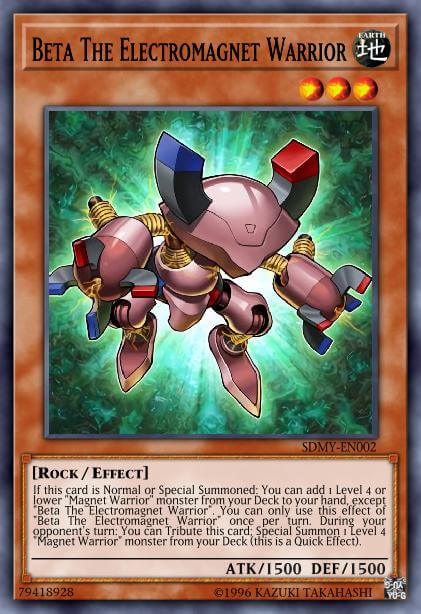 BETA THE ELECTROMAGNET WARRIOR
EARTH
地
SDMY-EN002
[ROCK / EFFECT]
If this card is Normal or Special Summoned: You can add 1 Level 4 or
lower "Magnet Warrior" monster from your Deck to your hand, except
"Beta The Electromagnet Warrior". You can only use this effect of
"Beta The Electromagnet Warrior" once per turn. During your
opponent's turn: You can Tribute this card; Special Summon 1 Level 4
"Magnet Warrior" monster from your Deck (this is a Quick Effect).
ATK/1500 DEF/1500
79418928
©1996 KAZUKI TAKAHASHI